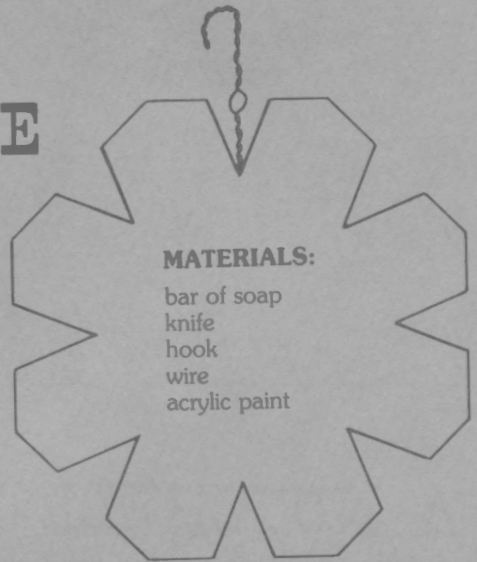 E
MATERIALS:
bar of soap
knife
hook
wire
acrylic paint